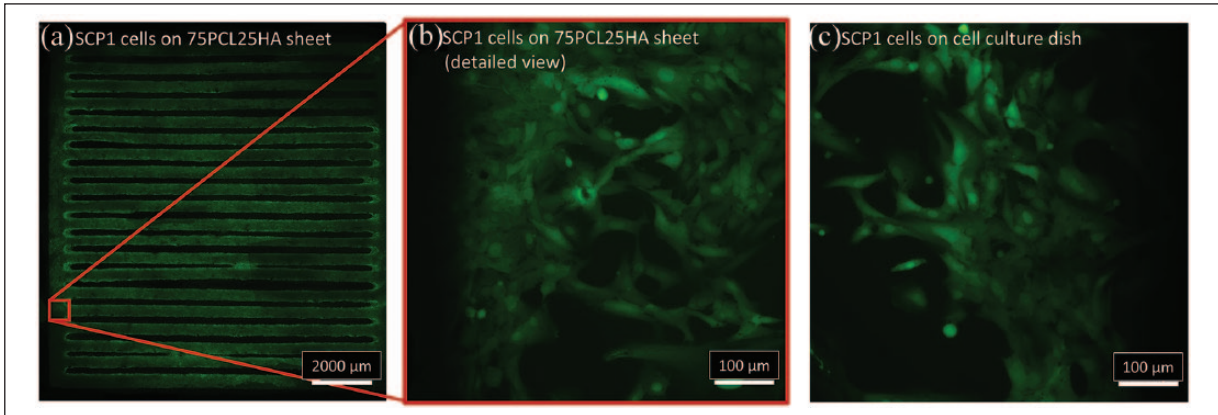 (a) SCP1 cells on 75PCL25HA sheet
2000 µm
(b) SCP1 cells on 75PCL25HA sheet
(detailed view)
100 µm
(c) SCP1 cells on cell culture dish
100 µm